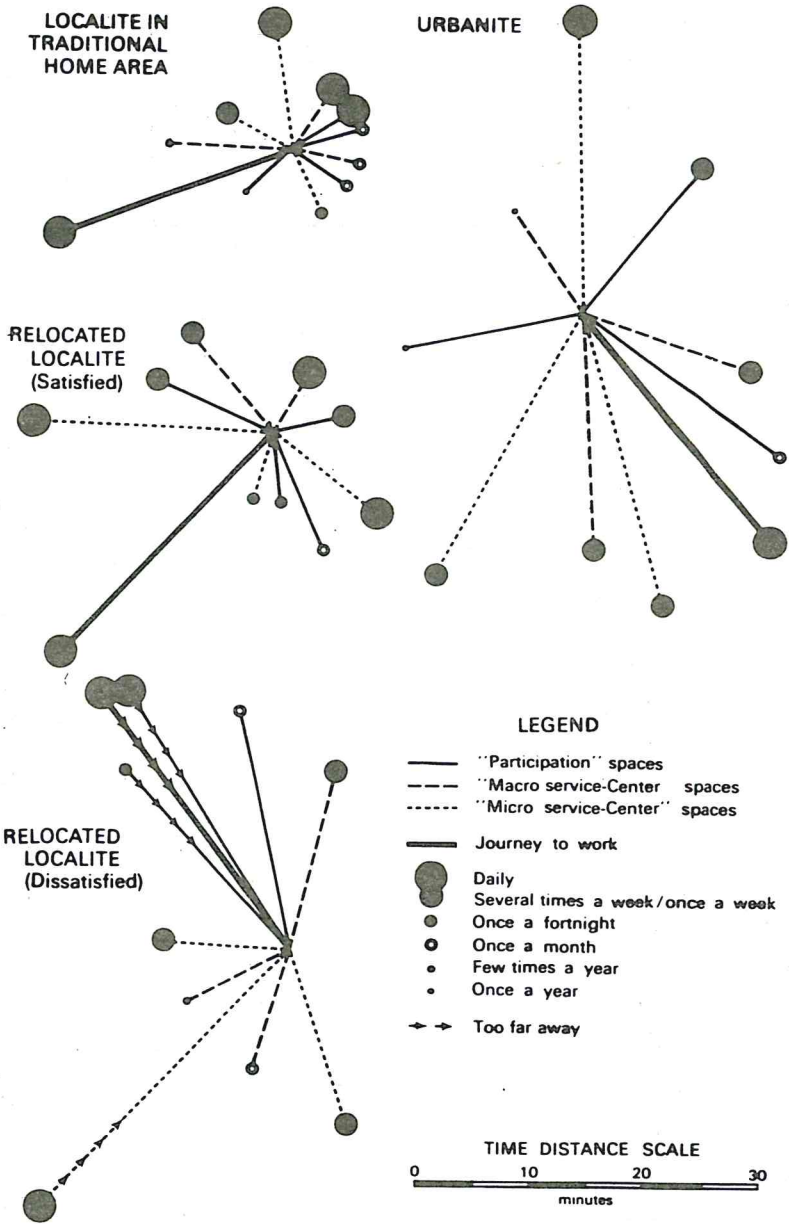 LOCALITE IN
TRADITIONAL
HOME AREA
URBANITE
RELOCATED
LOCALITE
(Satisfied)
RELOCATED
LOCALITE
(Dissatisfied)
LEGEND
"Participation" spaces
"Macro service-Center spaces
"Micro service-Center" spaces
Journey to work
Daily
Several times a week/once a week
Once a fortnight
Once a month
Few times a year
Once a year
Too far away
TIME DISTANCE SCALE
0 10 20 30
minutes